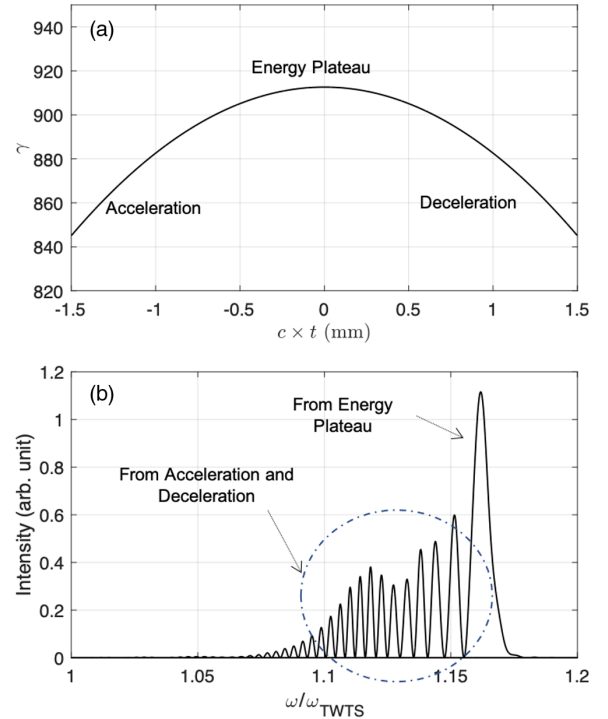 (a)
940
920
900
880
860
840
820
γ
Energy Plateau
Acceleration
Deceleration
-1.5 -1 -0.5 0 0.5 1 1.5
c × t (mm)
(b)
1.2
1
0.8
0.6
0.4
0.2
0
Intensity (arb. unit)
From Energy
Plateau
From Acceleration and
Deceleration
1 1.05 1.1 1.15 1.2
ω/ω_TWTS